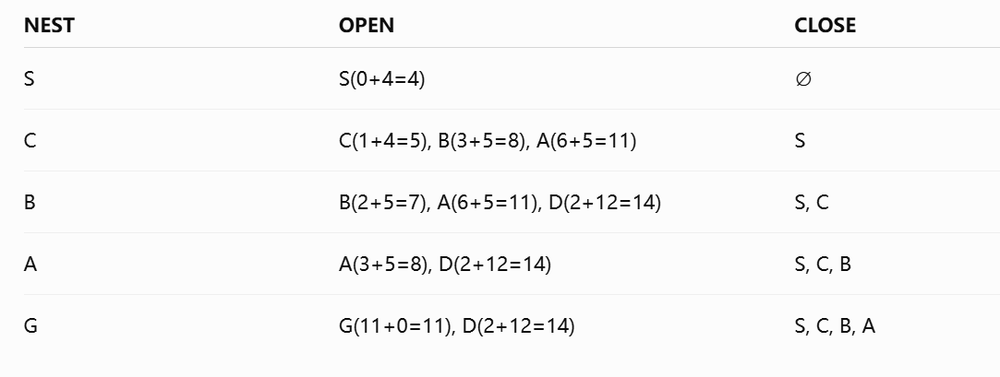 NEST OPEN CLOSE
S S(0+4=4) ∅
C C(1+4=5), B(3+5=8), A(6+5=11) S
B B(2+5=7), A(6+5=11), D(2+12=14) S, C
A A(3+5=8), D(2+12=14) S, C, B
G G(11+0=11), D(2+12=14) S, C, B, A